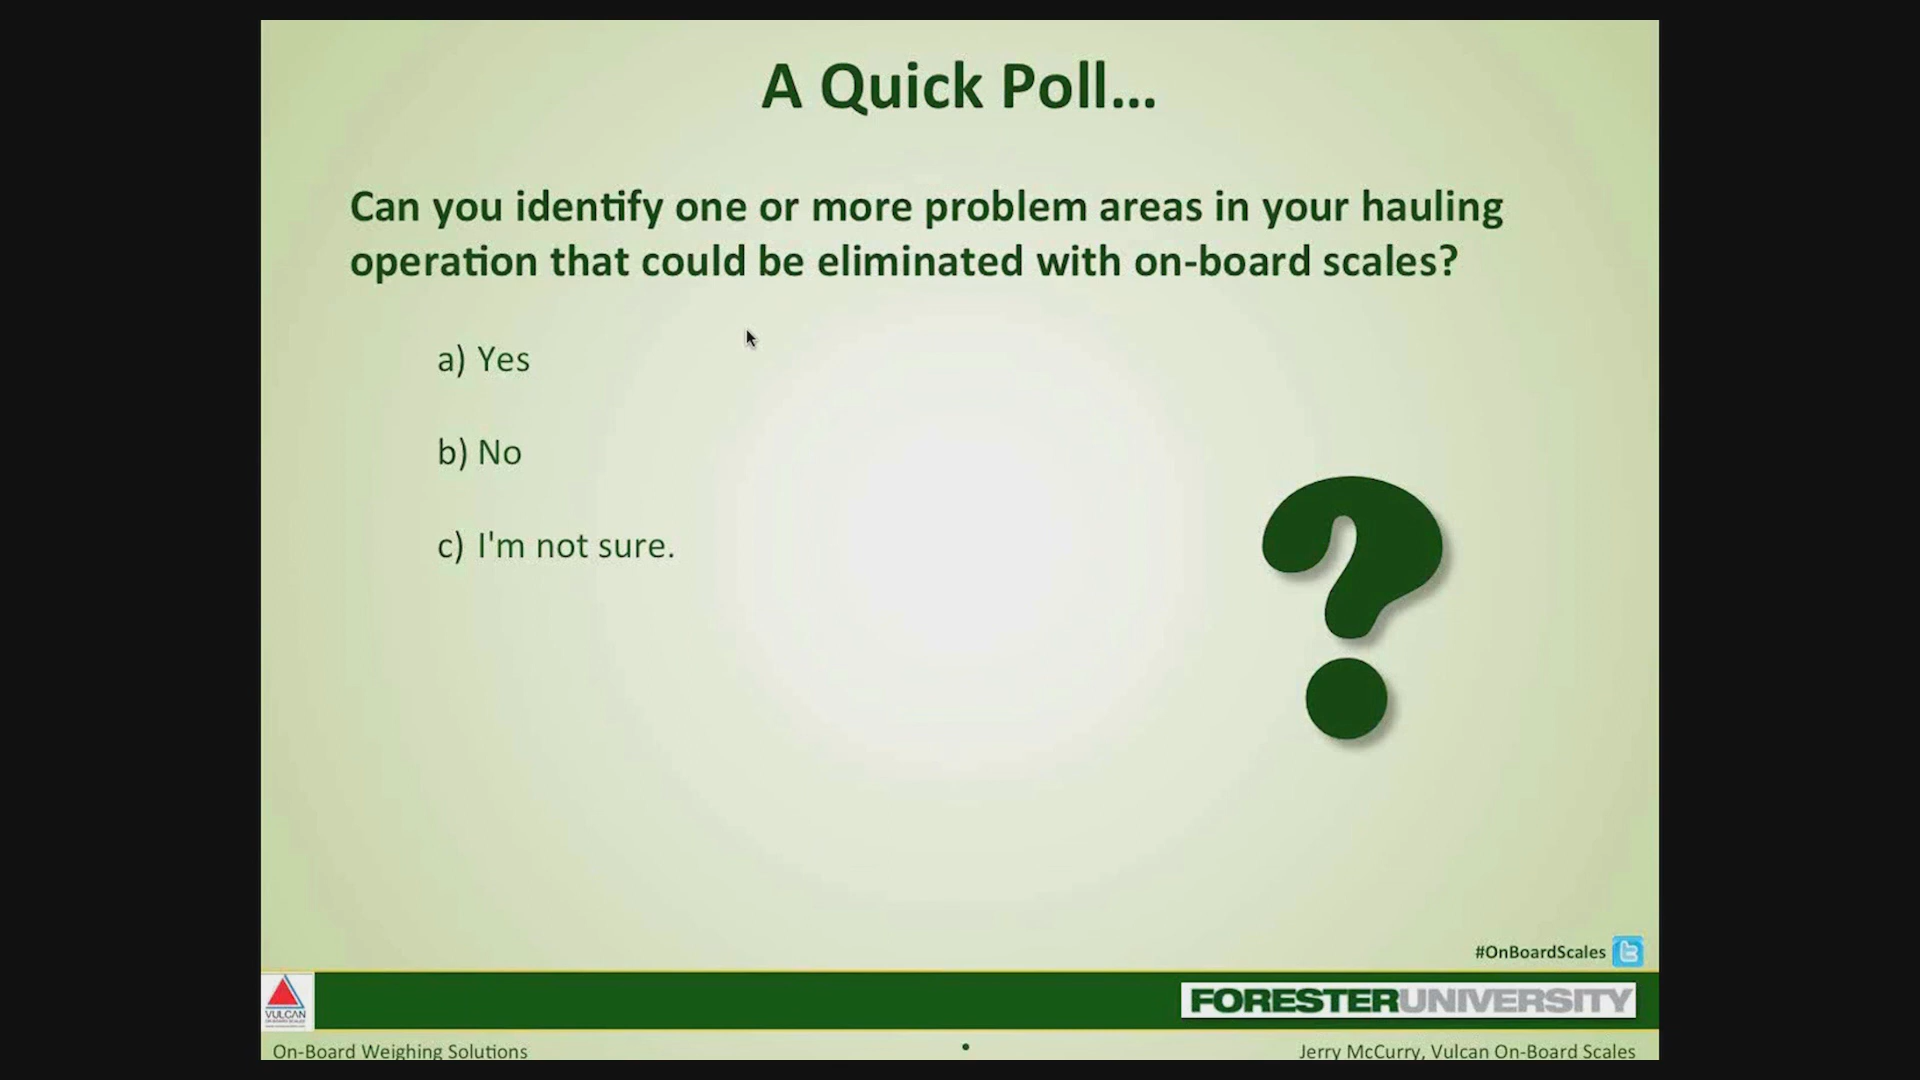 A Quick Poll...
Can you identify one or more problem areas in your hauling
operation that could be eliminated with on-board scales?
a) Yes
b) No
c) I'm not sure.
?
#OnBoardScales
VULCAN
FORESTERUNIVERSITY
On-Board Weighing Solutions
Jerry McCurry, Vulcan On-Board Scales